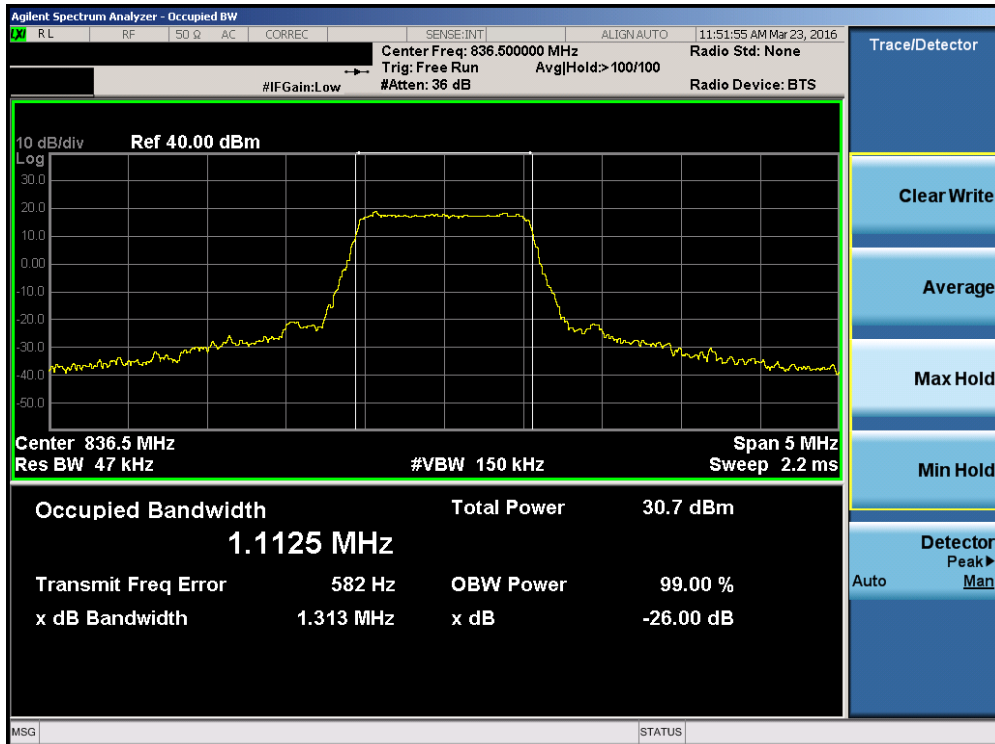 Agilent Spectrum Analyzer - Occupied BW
LXI RL RF 50 Ω AC CORREC SENSE:INT ALIGN AUTO 11:51:55 AM Mar 23, 2016
Center Freq: 836.500000 MHz Radio Std: None
Trig: Free Run Avg|Hold:> 100/100
#IFGain:Low #Atten: 36 dB Radio Device: BTS
10 dB/div Ref 40.00 dBm
Log
30.0
20.0
10.0
0.00
-10.0
-20.0
-30.0
-40.0
-50.0
Center 836.5 MHz Span 5 MHz
Res BW 47 kHz #VBW 150 kHz Sweep 2.2 ms
Occupied Bandwidth Total Power 30.7 dBm
1.1125 MHz
Transmit Freq Error 582 Hz OBW Power 99.00 %
x dB Bandwidth 1.313 MHz x dB -26.00 dB
Trace/Detector
Clear Write
Average
Max Hold
Min Hold
Detector
Peak▶
Auto Man
MSG STATUS